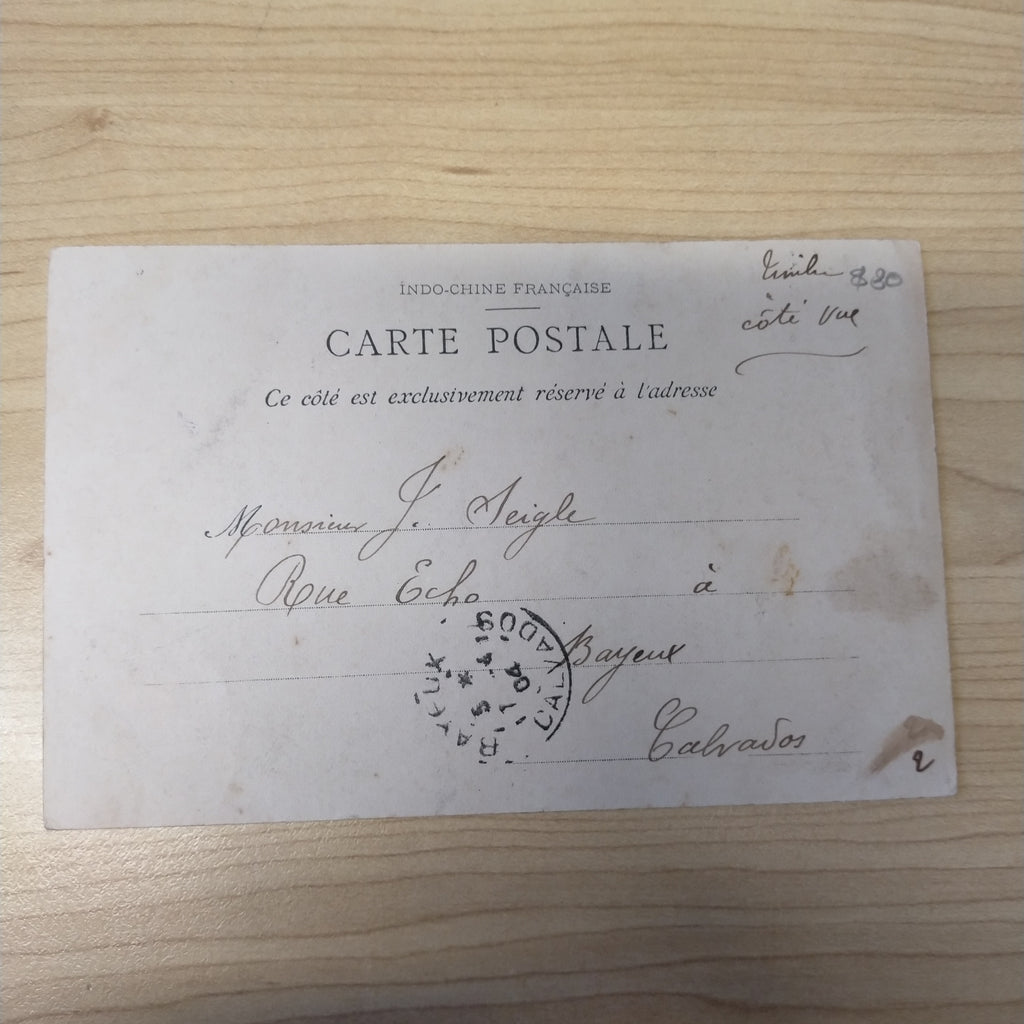 INDO-CHINE FRANÇAISE
CARTE POSTALE
Ce côté est exclusivement réservé à l'adresse
Timbre $80
côté vue
Monsieur J. Seigle
Rue Echo à
Bayeux
Calvados
BAYEUX
CALVADOS
2